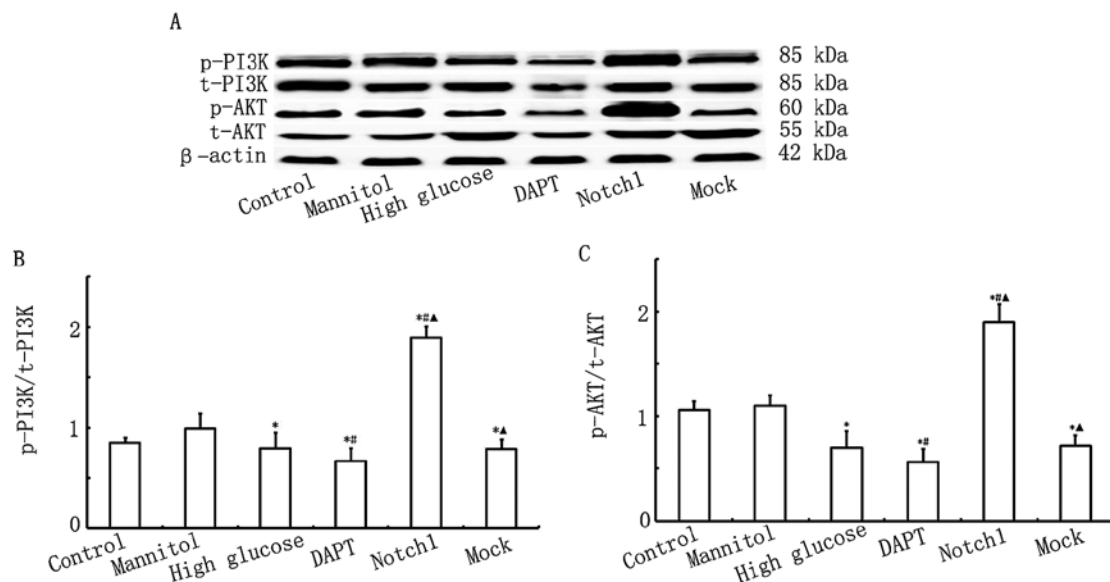 A
p-PI3K 85 kDa
t-PI3K 85 kDa
p-AKT 60 kDa
t-AKT 55 kDa
β-actin 42 kDa
Control Mannitol High glucose DAPT Notch1 Mock
B
p-PI3K/t-PI3K
2
1
0
*
*#
*#▲
*▲
Control Mannitol High glucose DAPT Notch1 Mock
C
p-AKT/t-AKT
2
1
0
*
*#
*#▲
*▲
Control Mannitol High glucose DAPT Notch1 Mock